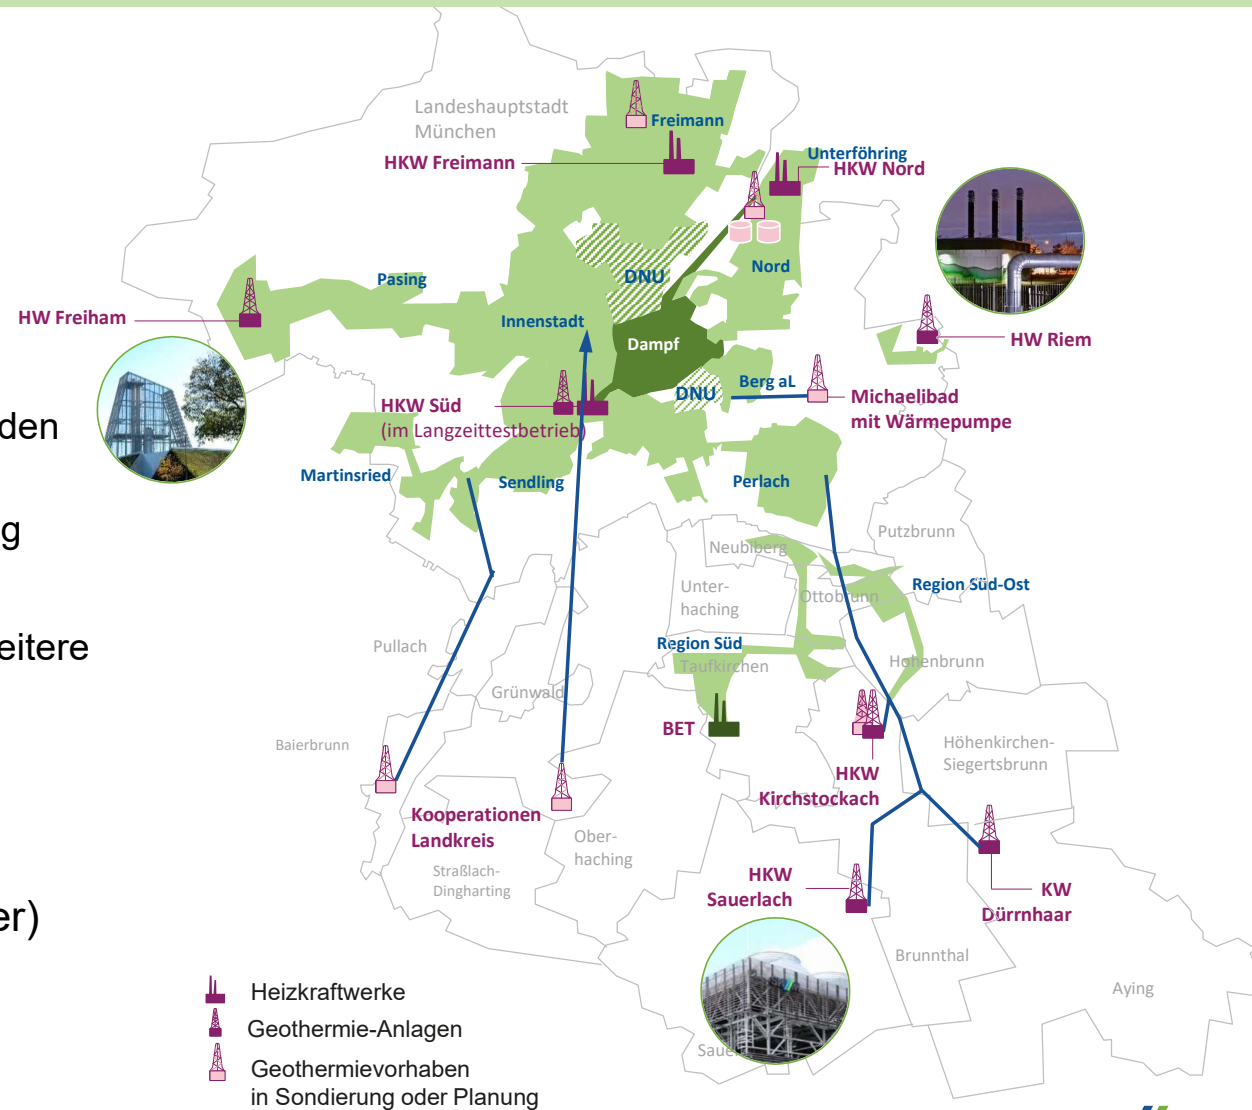 Landeshauptstadt
München
Freimann
HKW Freimann
Unterföhring
HKW Nord
Pasing
DNU
Nord
HW Freiham
Innenstadt
Dampf
HW Riem
DNU
Berg aL
Michaelibad
mit Wärmepumpe
HKW Süd
(im Langzeittestbetrieb)
den
Martinsried
Sendling
Perlach
g
Putzbrunn
Neubiberg
Unter-
haching
Ottobrunn
Region Süd-Ost
eitere
Pullach
Region Süd
Taufkirchen
Hohenbrunn
Grünwald
BET
Baierbrunn
Höhenkirchen-
Siegertsbrunn
HKW
Kirchstockach
Kooperationen
Landkreis
Ober-
haching
Straßlach-
Dingharting
HKW
Sauerlach
KW
Dürrnhaar
er)
Brunnthal
Aying
Heizkraftwerke
Geothermie-Anlagen
Geothermievorhaben
in Sondierung oder Planung
Saue